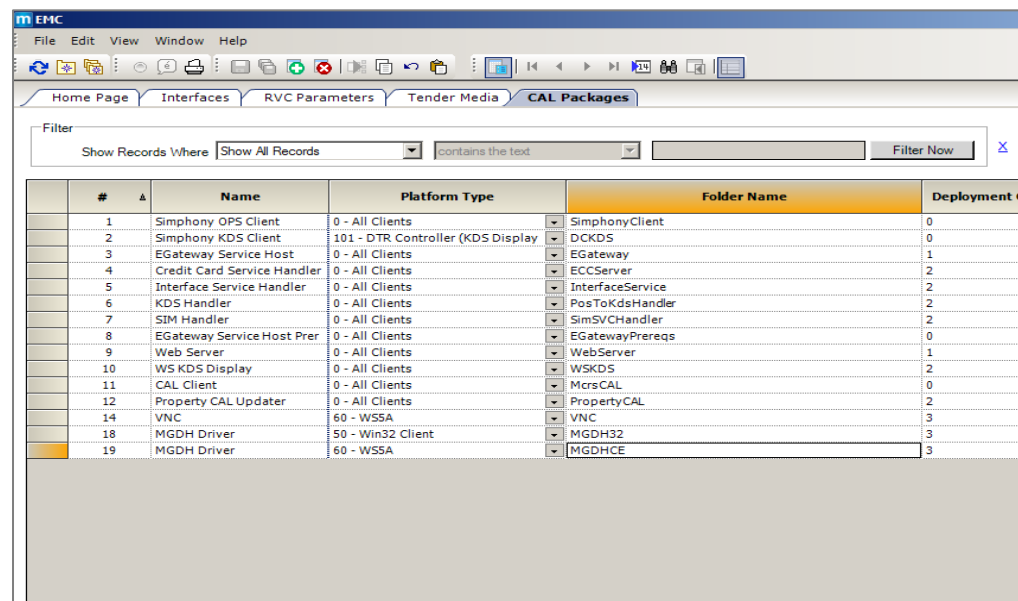 m EMC
File Edit View Window Help
Home Page Interfaces RVC Parameters Tender Media CAL Packages
Filter
Show Records Where Show All Records contains the text Filter Now X
# Name Platform Type Folder Name Deployment
1 Simphony OPS Client 0 - All Clients SimphonyClient 0
2 Simphony KDS Client 101 - DTR Controller (KDS Display DCKDS 0
3 EGateway Service Host 0 - All Clients EGateway 1
4 Credit Card Service Handler 0 - All Clients ECCServer 2
5 Interface Service Handler 0 - All Clients InterfaceService 2
6 KDS Handler 0 - All Clients PosToKdsHandler 2
7 SIM Handler 0 - All Clients SimSVCHandler 2
8 EGateway Service Host Prer 0 - All Clients EGatewayPrereqs 0
9 Web Server 0 - All Clients WebServer 1
10 WS KDS Display 0 - All Clients WSKDS 2
11 CAL Client 0 - All Clients McrsCAL 0
12 Property CAL Updater 0 - All Clients PropertyCAL 2
14 VNC 60 - WS5A VNC 3
18 MGDH Driver 50 - Win32 Client MGDH32 3
19 MGDH Driver 60 - WS5A MGDHCE 3